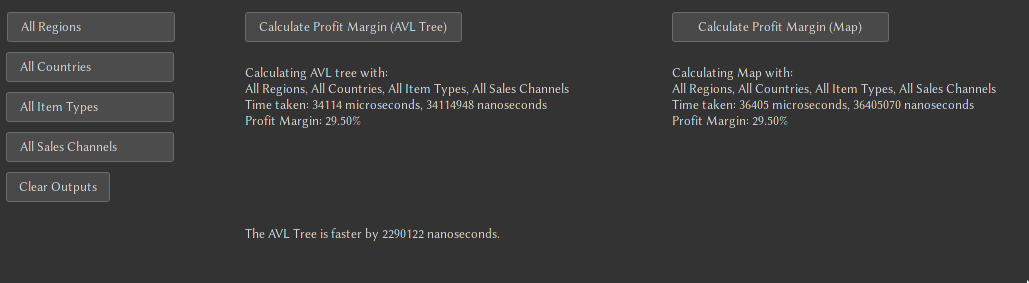 All Regions
All Countries
All Item Types
All Sales Channels
Clear Outputs
Calculate Profit Margin (AVL Tree)
Calculating AVL tree with:
All Regions, All Countries, All Item Types, All Sales Channels
Time taken: 34114 microseconds, 34114948 nanoseconds
Profit Margin: 29.50%
The AVL Tree is faster by 2290122 nanoseconds.
Calculate Profit Margin (Map)
Calculating Map with:
All Regions, All Countries, All Item Types, All Sales Channels
Time taken: 36405 microseconds, 36405070 nanoseconds
Profit Margin: 29.50%